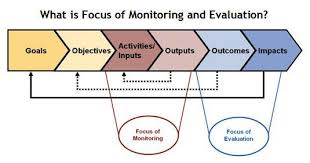 What is Focus of Monitoring and Evaluation?
Goals
Objectives
Activities/
Inputs
Outputs
Outcomes
Impacts
Focus of
Monitoring
Focus of
Evaluation